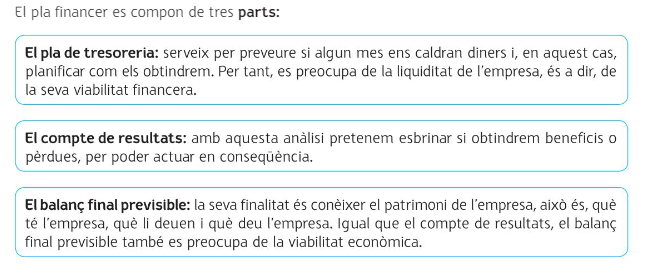 El pla financer es compon de tres parts:
El pla de tresoreria: serveix per preveure si algun mes ens caldran diners i, en aquest cas,
planificar com els obtindrem. Per tant, es preocupa de la liquiditat de l'empresa, és a dir, de
la seva viabilitat financera.
El compte de resultats: amb aquesta anàlisi pretenem esbrinar si obtindrem beneficis o
pèrdues, per poder actuar en conseqüència.
El balanç final previsible: la seva finalitat és conèixer el patrimoni de l'empresa, això és, què
té l'empresa, què li deuen i què deu l'empresa. Igual que el compte de resultats, el balanç
final previsible també es preocupa de la viabilitat econòmica.